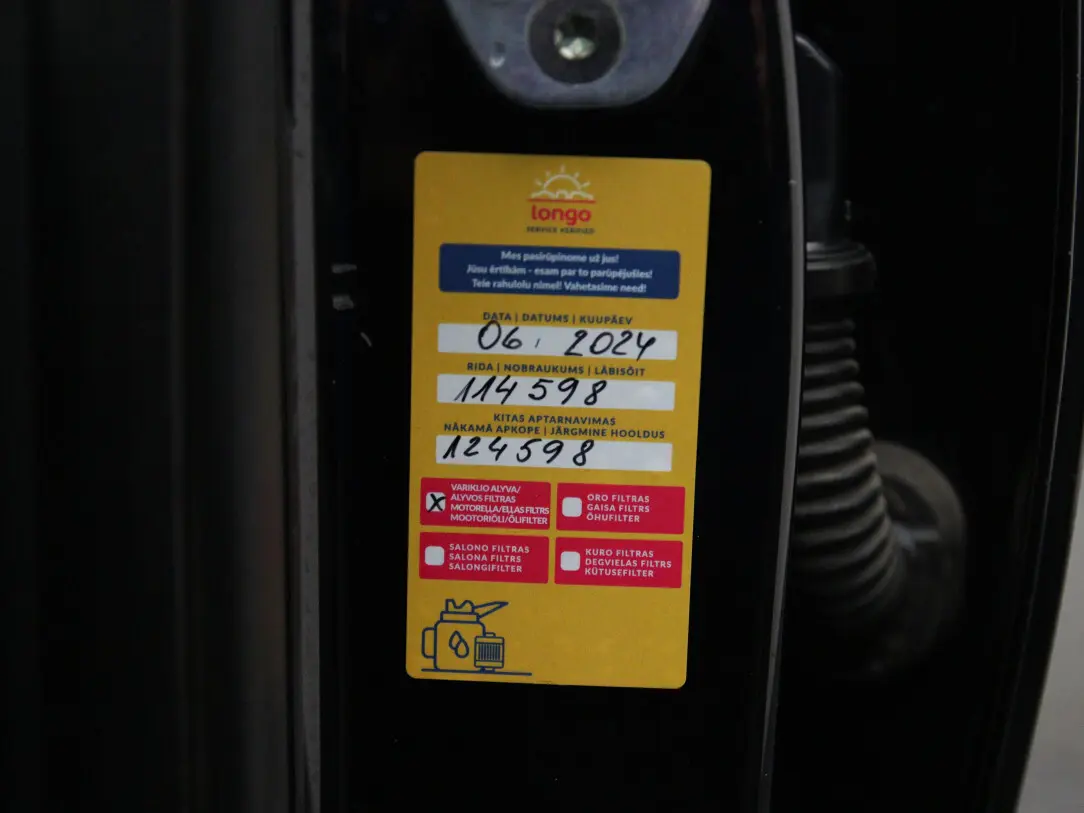 longo
SERVICE VERIFIED
Mes pasirūpinome už jus!
Jūsu ērtībām - esam par to parūpējušies!
Teie rahulolu nimel! Vahetasime need!
DATA | DATUMS | KUUPÄEV
06. 2024
RIDA | NOBRAUKUMS | LÄBISÕIT
114598
KITAS APTARNAVIMAS
NĀKAMĀ APKOPE | JÄRGMINE HOOLDUS
124598
X VARIKLIO ALYVA/
ALYVOS FILTRAS
MOTOREĻĻA/EĻĻAS FILTRS
MOOTORIÕLI/ÕLIFILTER
ORO FILTRAS
GAISA FILTRS
ÕHUFILTER
SALONO FILTRAS
SALONA FILTRS
SALONGIFILTER
KURO FILTRAS
DEGVIELAS FILTRS
KÜTUSEFILTER